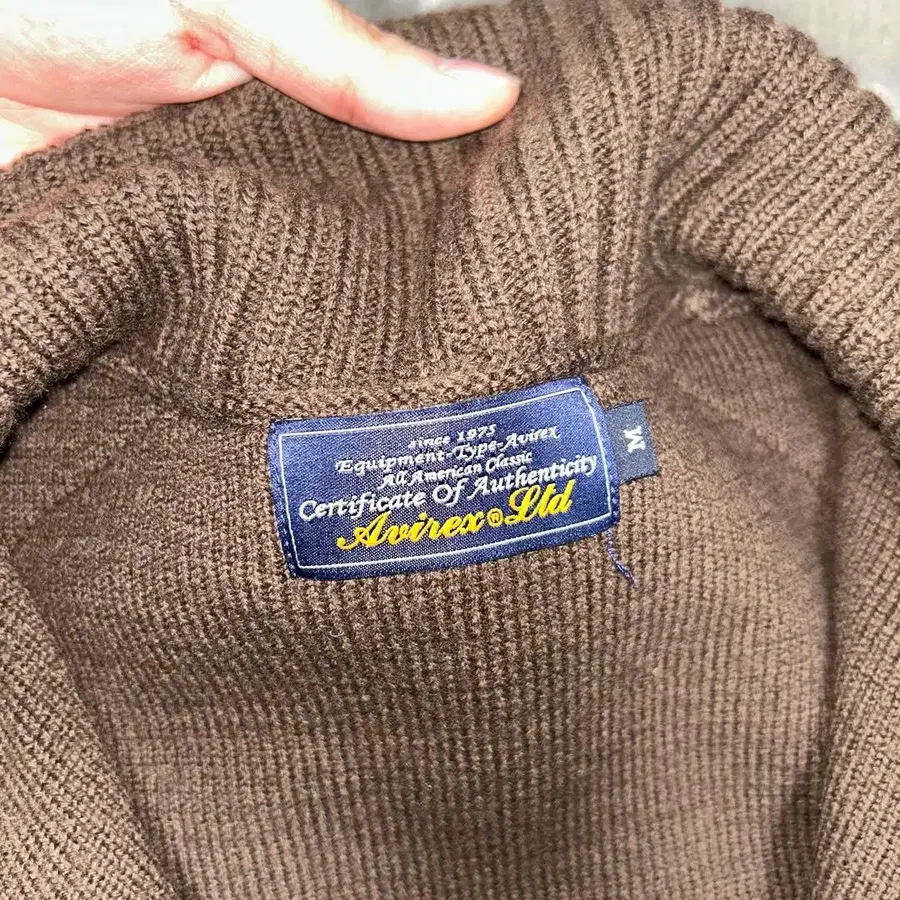 since 1975
Equipment-Type-Avirex
All American Classic
Certificate Of Authenticity
Avirex®Ltd
M